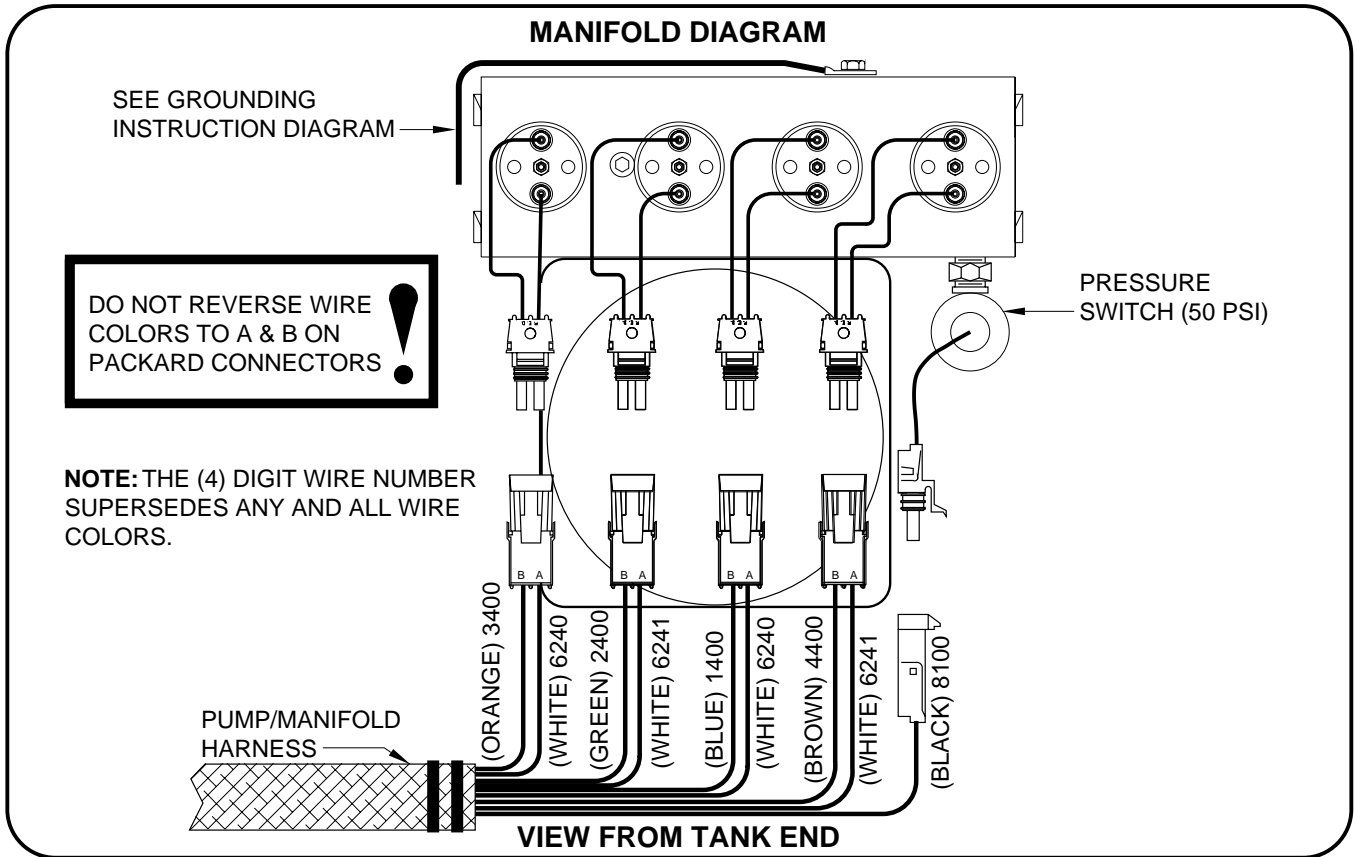 MANIFOLD DIAGRAM
SEE GROUNDING
INSTRUCTION DIAGRAM
DO NOT REVERSE WIRE
COLORS TO A & B ON
PACKARD CONNECTORS
!
PRESSURE
SWITCH (50 PSI)
NOTE: THE (4) DIGIT WIRE NUMBER
SUPERSEDES ANY AND ALL WIRE
COLORS.
B A
B A
B A
B A
(ORANGE) 3400
(WHITE) 6240
(GREEN) 2400
(WHITE) 6241
(BLUE) 1400
(WHITE) 6240
(BROWN) 4400
(WHITE) 6241
(BLACK) 8100
PUMP/MANIFOLD
HARNESS
VIEW FROM TANK END